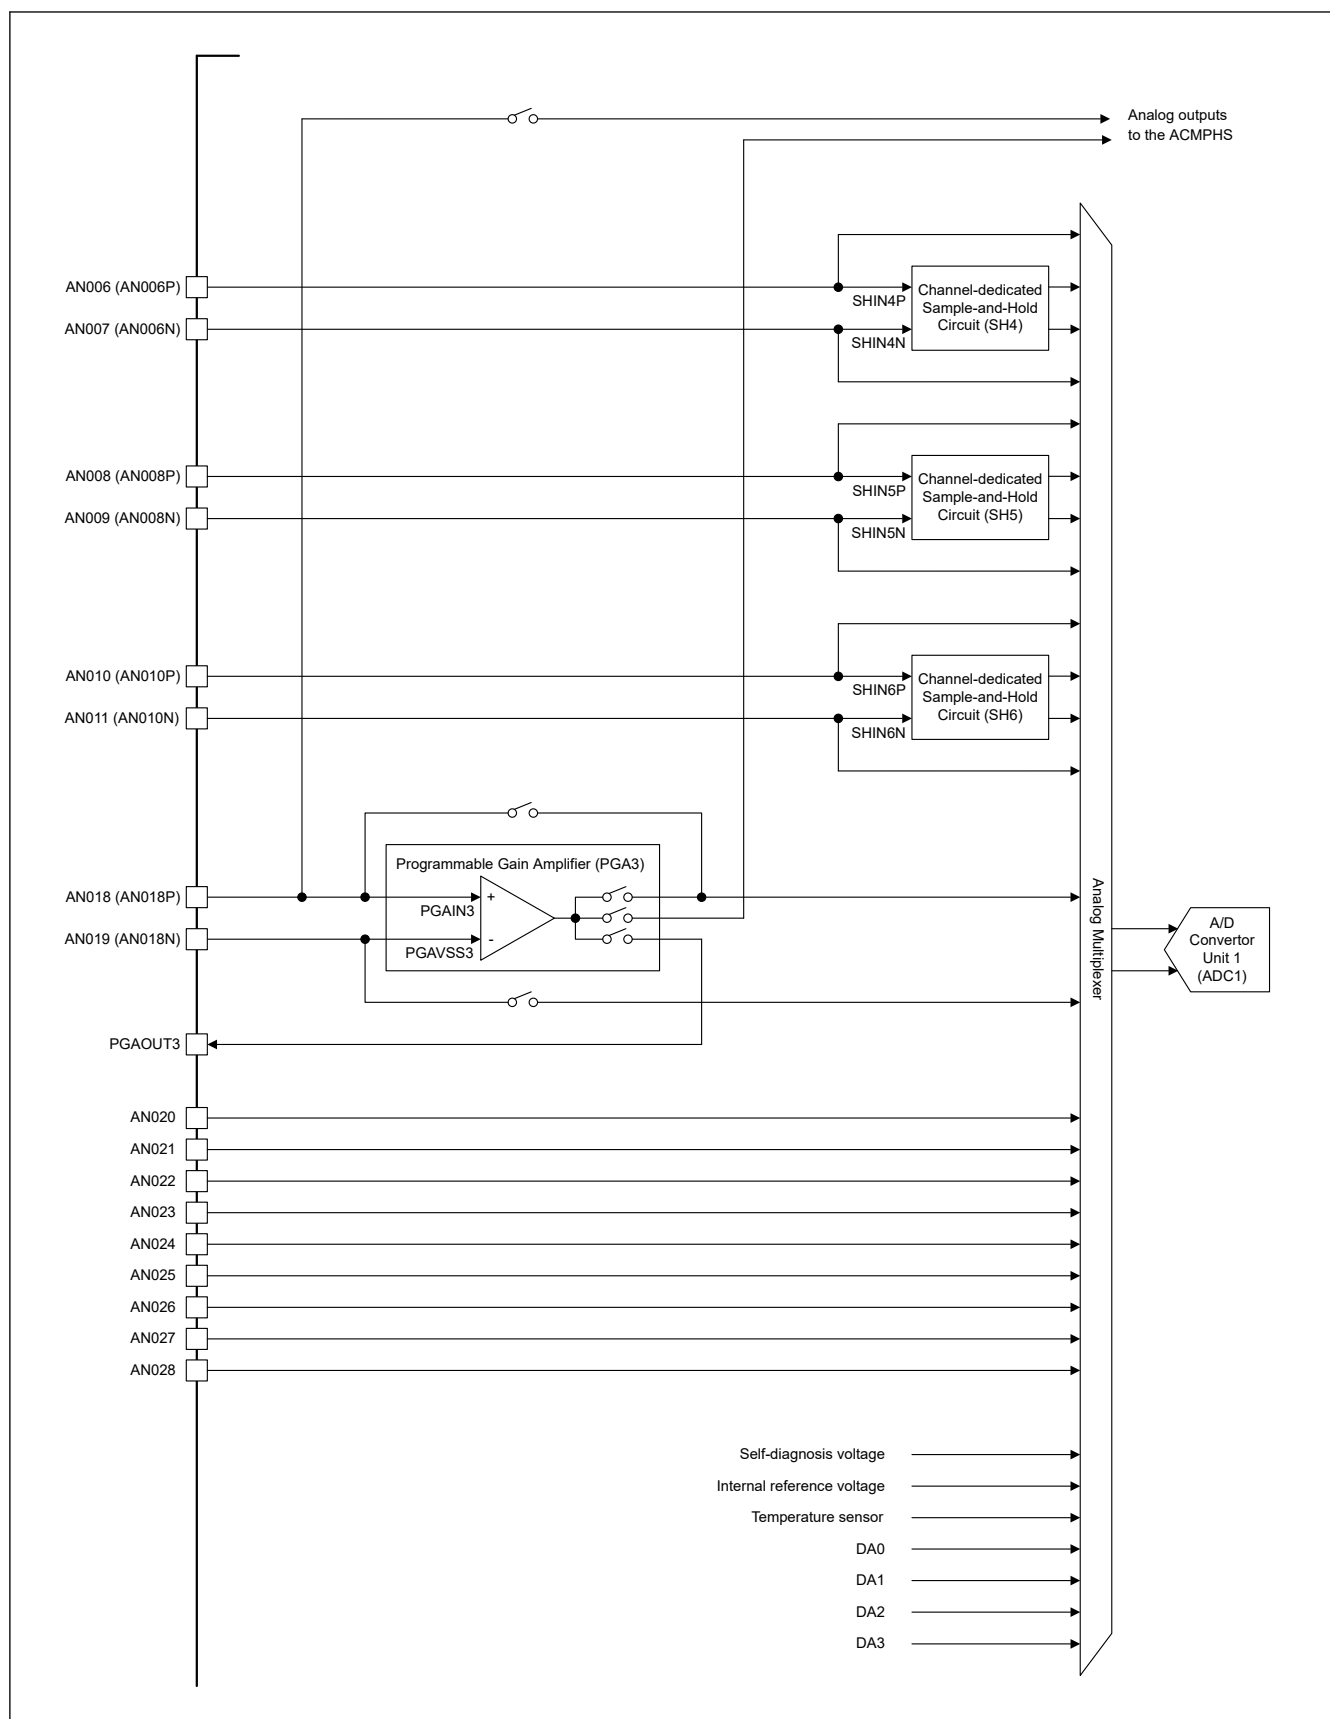 Analog outputs
to the ACMPHS
AN006 (AN006P)
SHIN4P
Channel-dedicated
Sample-and-Hold
Circuit (SH4)
AN007 (AN006N)
SHIN4N
AN008 (AN008P)
SHIN5P
Channel-dedicated
Sample-and-Hold
Circuit (SH5)
AN009 (AN008N)
SHIN5N
AN010 (AN010P)
SHIN6P
Channel-dedicated
Sample-and-Hold
Circuit (SH6)
AN011 (AN010N)
SHIN6N
Programmable Gain Amplifier (PGA3)
AN018 (AN018P)
PGAIN3
+
AN019 (AN018N)
PGAVSS3
-
Analog Multiplexer
A/D
Convertor
Unit 1
(ADC1)
PGAOUT3
AN020
AN021
AN022
AN023
AN024
AN025
AN026
AN027
AN028
Self-diagnosis voltage
Internal reference voltage
Temperature sensor
DA0
DA1
DA2
DA3